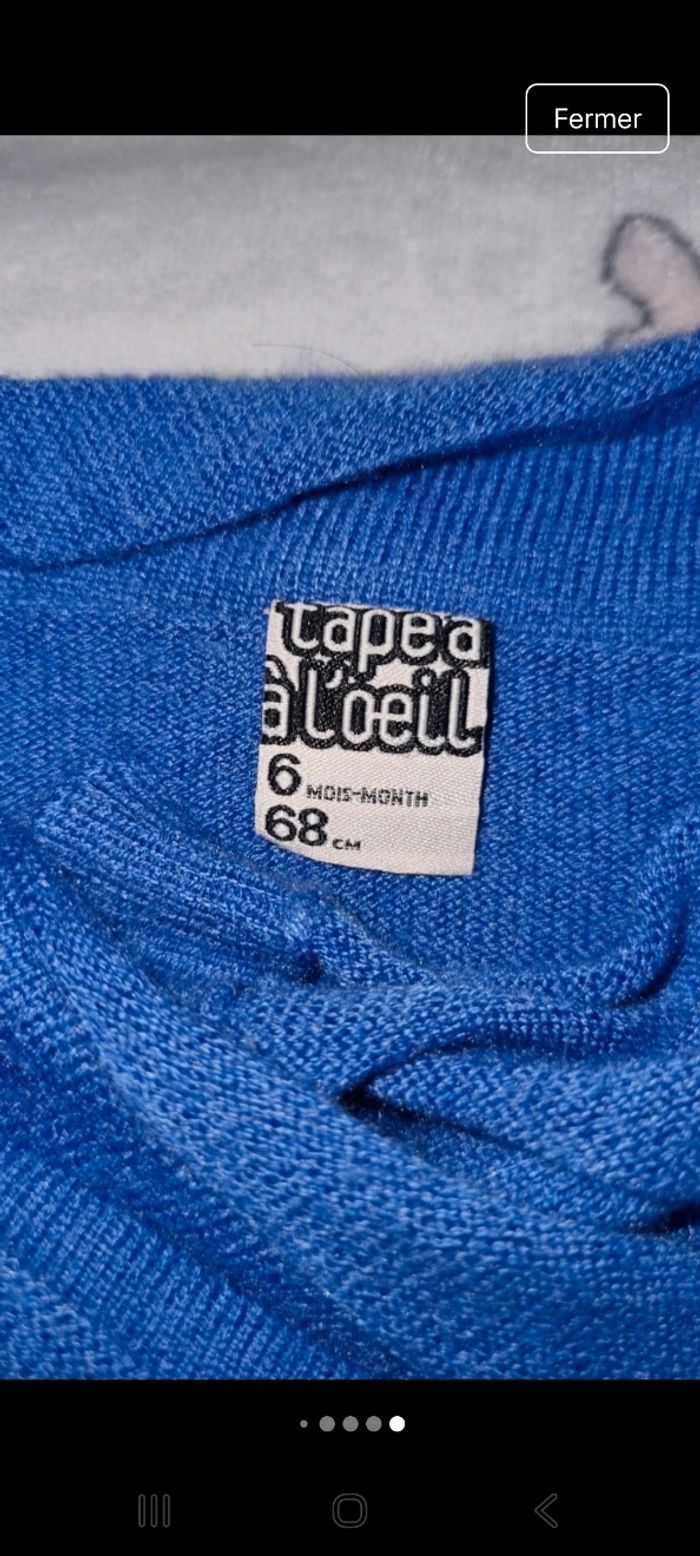 Fermer
tape à
à l'oeil
6 MOIS-MONTH
68 CM